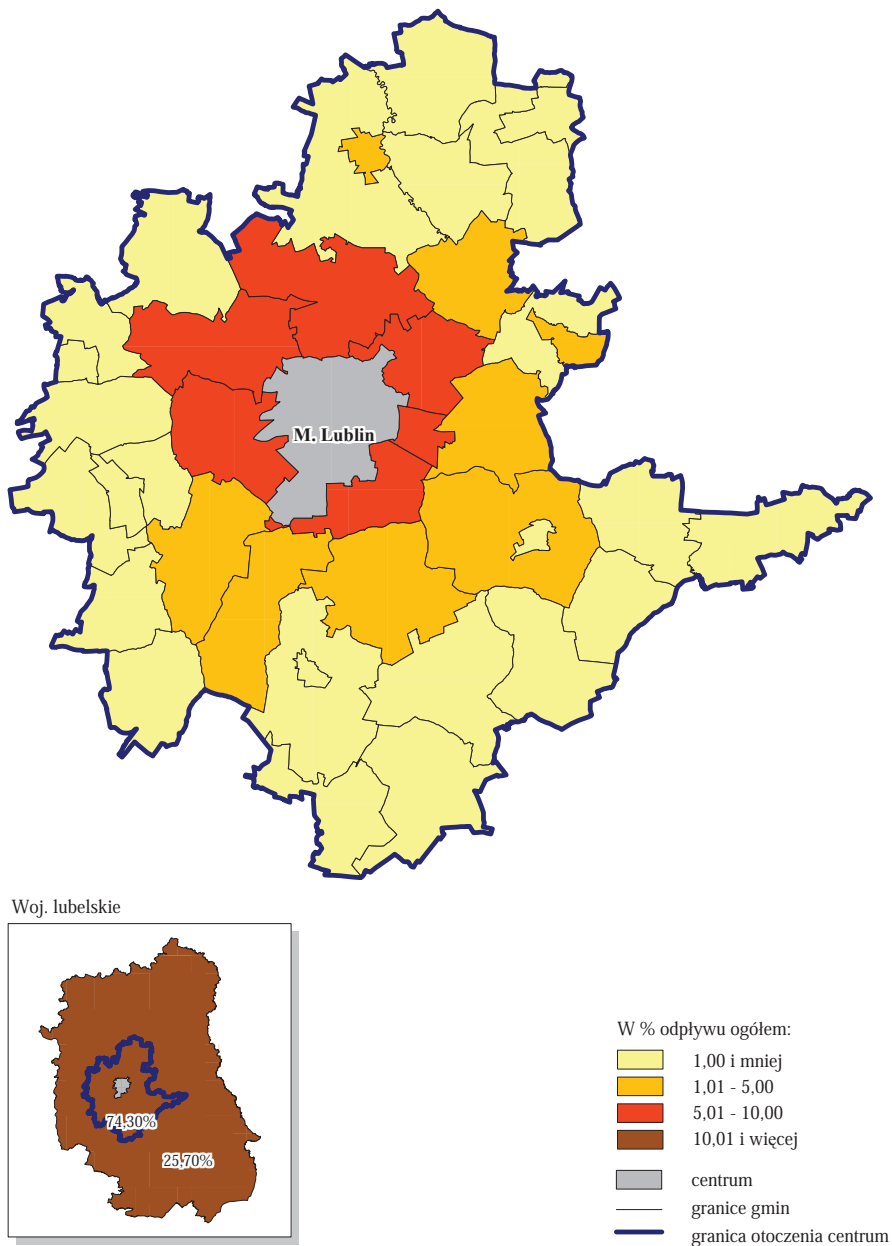 M. Lublin
Woj. lubelskie
74,30%
25,70%
W % odpływu ogółem:
1,00 i mniej
1,01 - 5,00
5,01 - 10,00
10,01 i więcej
centrum
granice gmin
granica otoczenia centrum